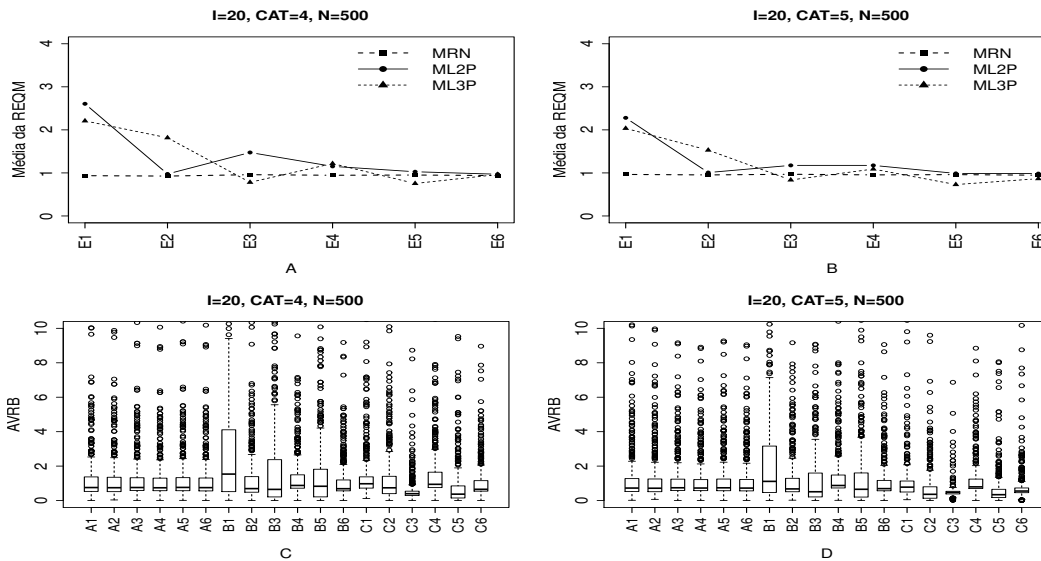 I=20, CAT=4, N=500
Média da REQM
4
3
2
1
0
MRN
ML2P
ML3P
E1 E2 E3 E4 E5 E6
A
I=20, CAT=5, N=500
Média da REQM
4
3
2
1
0
MRN
ML2P
ML3P
E1 E2 E3 E4 E5 E6
B
I=20, CAT=4, N=500
AVRB
10
8
6
4
2
0
A1 A2 A3 A4 A5 A6 B1 B2 B3 B4 B5 B6 C1 C2 C3 C4 C5 C6
C
I=20, CAT=5, N=500
AVRB
10
8
6
4
2
0
A1 A2 A3 A4 A5 A6 B1 B2 B3 B4 B5 B6 C1 C2 C3 C4 C5 C6
D